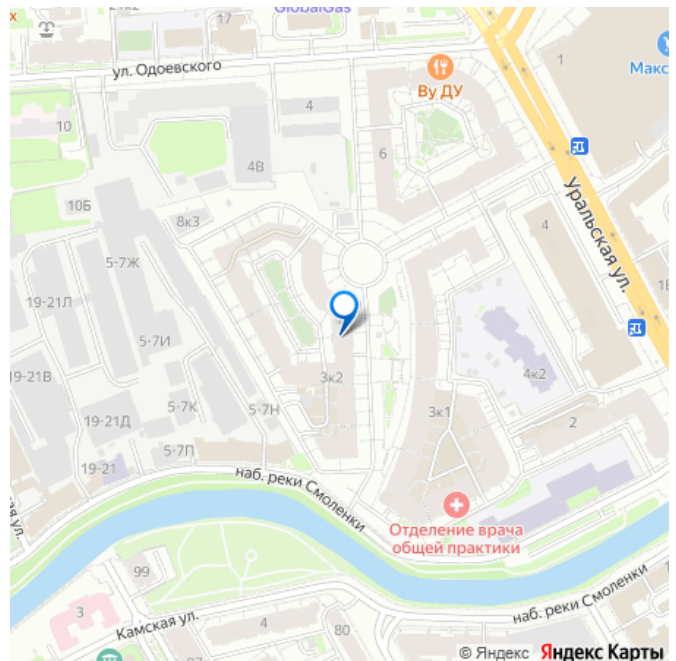 17
GlobalGas
ул. Одоевского
Ву ДУ
1
Макс
4
10
6
4В
10Б
8к3
Уральская ул.
4
5-7Ж
19-21Л
5-7И
19-21В
3к2
4к2
5-7К
5-7Н
3к1
19-21Д
2
5-7П
19-21
наб. реки Смоленки
Отделение врача
общей практики
99
3
наб. реки Смоленки
Камская ул.
4
80
© Яндекс Яндекс Карты